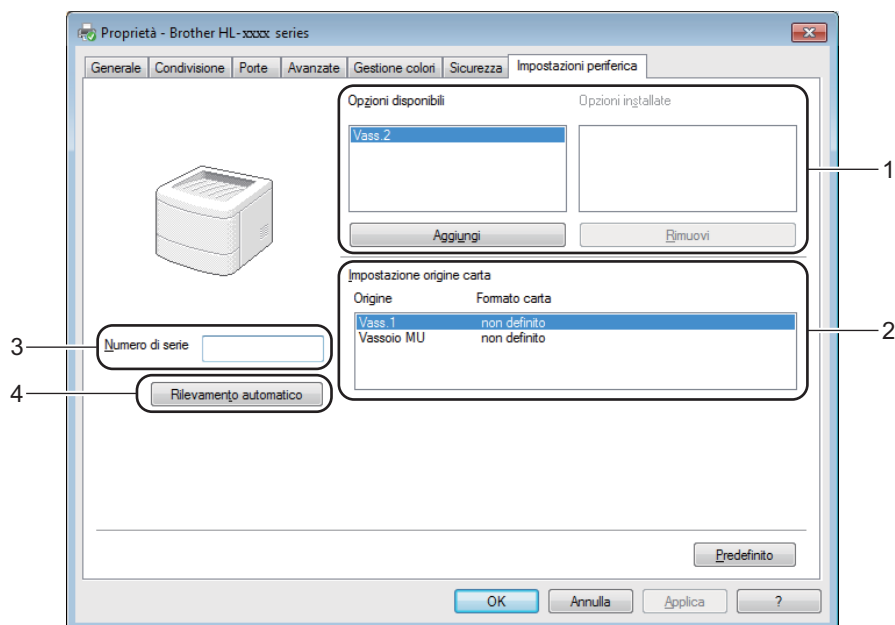 Proprietà - Brother HL-xxxx series
Generale Condivisione Porte Avanzate Gestione colori Sicurezza Impostazioni periferica
Opzioni disponibili Opzioni installate
Vass.2
1
Aggiungi Rimuovi
Impostazione origine carta
Origine Formato carta
Vass.1 non definito
Vassoio MU non definito
2
3
Numero di serie
4
Rilevamento automatico
Predefinito
OK Annulla Applica ?